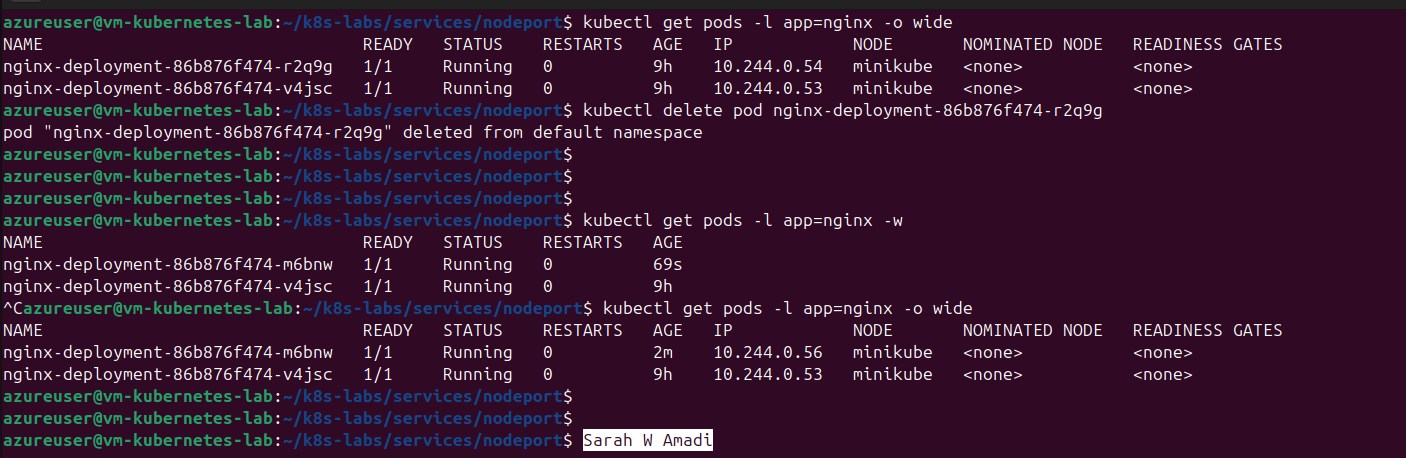 azureuser@vm-kubernetes-lab:~/k8s-labs/services/nodeport$ kubectl get pods -l app=nginx -o wide
NAME READY STATUS RESTARTS AGE IP NODE NOMINATED NODE READINESS GATES
nginx-deployment-86b876f474-r2q9g 1/1 Running 0 9h 10.244.0.54 minikube <none> <none>
nginx-deployment-86b876f474-v4jsc 1/1 Running 0 9h 10.244.0.53 minikube <none> <none>
azureuser@vm-kubernetes-lab:~/k8s-labs/services/nodeport$ kubectl delete pod nginx-deployment-86b876f474-r2q9g
pod "nginx-deployment-86b876f474-r2q9g" deleted from default namespace
azureuser@vm-kubernetes-lab:~/k8s-labs/services/nodeport$
azureuser@vm-kubernetes-lab:~/k8s-labs/services/nodeport$
azureuser@vm-kubernetes-lab:~/k8s-labs/services/nodeport$
azureuser@vm-kubernetes-lab:~/k8s-labs/services/nodeport$ kubectl get pods -l app=nginx -w
NAME READY STATUS RESTARTS AGE
nginx-deployment-86b876f474-m6bnw 1/1 Running 0 69s
nginx-deployment-86b876f474-v4jsc 1/1 Running 0 9h
^Cazureuser@vm-kubernetes-lab:~/k8s-labs/services/nodeport$ kubectl get pods -l app=nginx -o wide
NAME READY STATUS RESTARTS AGE IP NODE NOMINATED NODE READINESS GATES
nginx-deployment-86b876f474-m6bnw 1/1 Running 0 2m 10.244.0.56 minikube <none> <none>
nginx-deployment-86b876f474-v4jsc 1/1 Running 0 9h 10.244.0.53 minikube <none> <none>
azureuser@vm-kubernetes-lab:~/k8s-labs/services/nodeport$
azureuser@vm-kubernetes-lab:~/k8s-labs/services/nodeport$
azureuser@vm-kubernetes-lab:~/k8s-labs/services/nodeport$ Sarah W Amadi